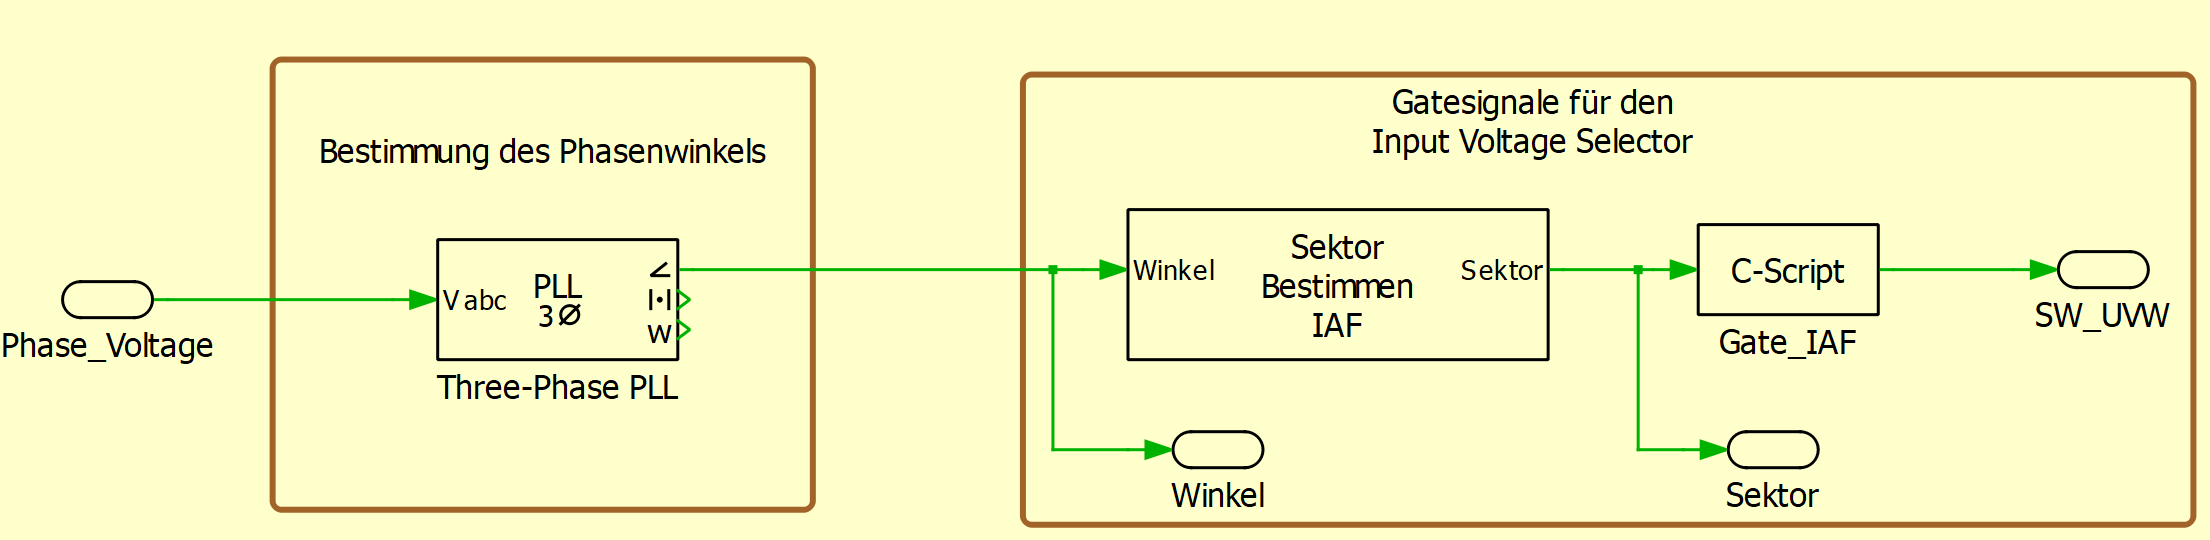 Phase_Voltage
Bestimmung des Phasenwinkels
V abc
PLL
3Ø
∠
|·|
w
Three-Phase PLL
Gatesignale für den
Input Voltage Selector
Winkel
Sektor
Bestimmen
IAF
Sektor
C-Script
Gate_IAF
SW_UVW
Winkel
Sektor